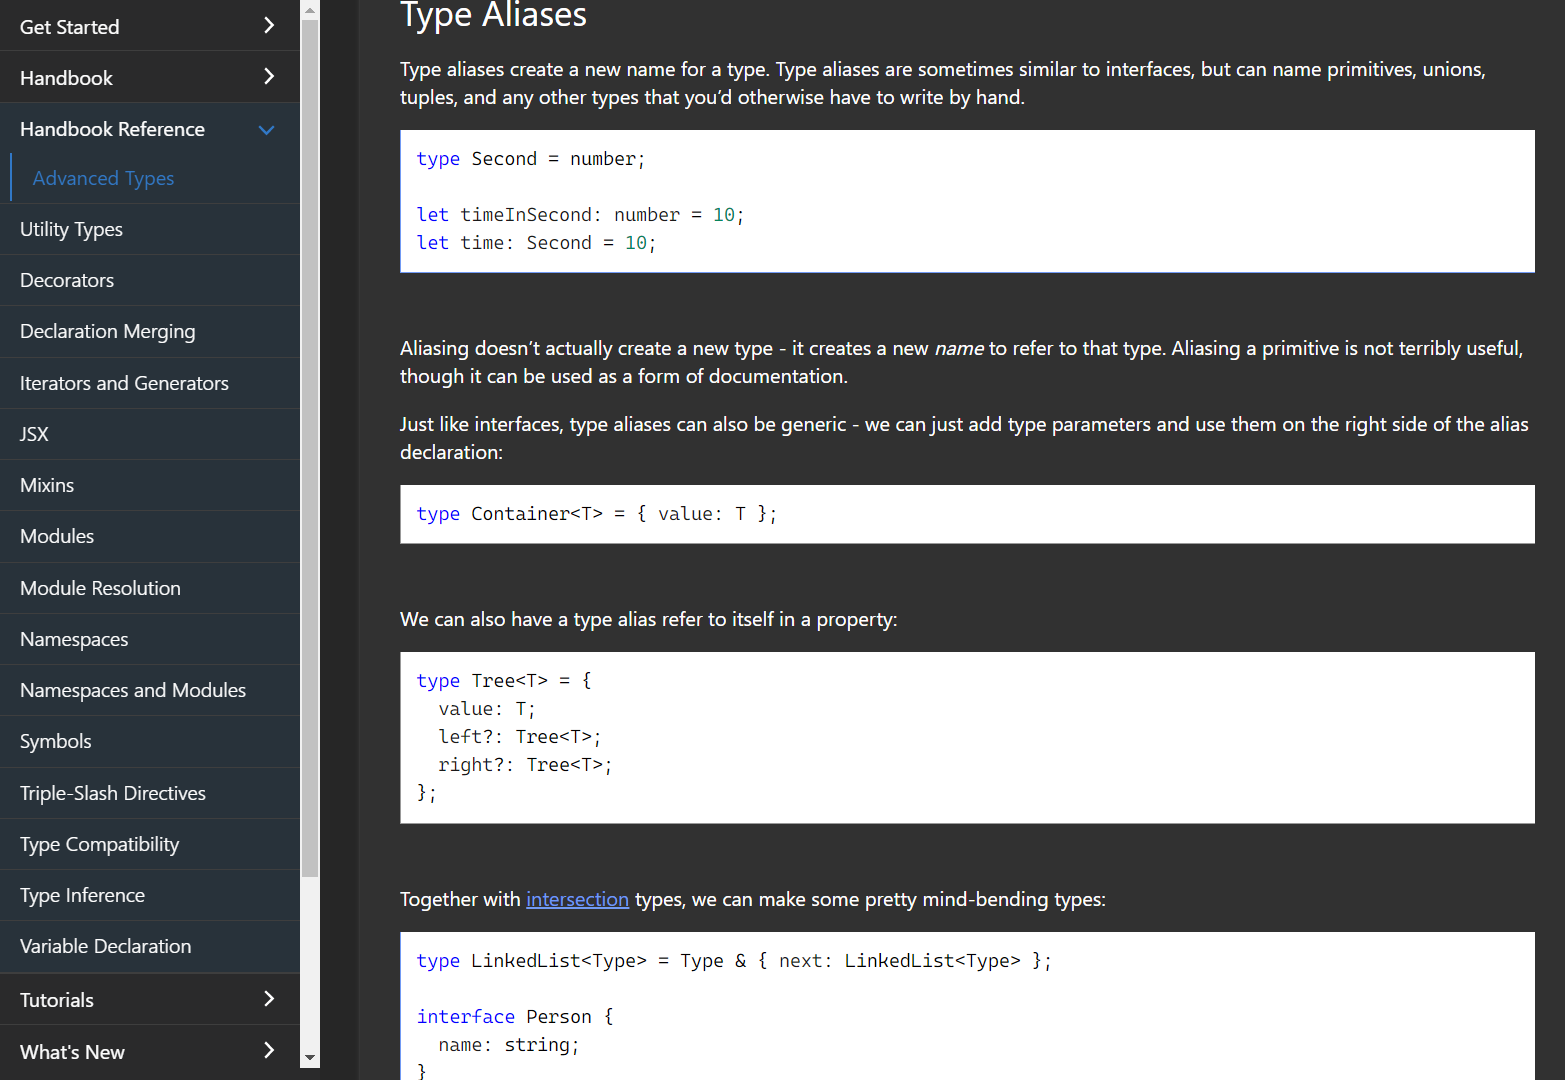 Get Started
Handbook
Handbook Reference
Advanced Types
Utility Types
Decorators
Declaration Merging
Iterators and Generators
JSX
Mixins
Modules
Module Resolution
Namespaces
Namespaces and Modules
Symbols
Triple-Slash Directives
Type Compatibility
Type Inference
Variable Declaration
Tutorials
What's New
Type Aliases
Type aliases create a new name for a type. Type aliases are sometimes similar to interfaces, but can name primitives, unions,
tuples, and any other types that you’d otherwise have to write by hand.
type Second = number;
let timeInSecond: number = 10;
let time: Second = 10;
Aliasing doesn’t actually create a new type - it creates a new name to refer to that type. Aliasing a primitive is not terribly useful,
though it can be used as a form of documentation.
Just like interfaces, type aliases can also be generic - we can just add type parameters and use them on the right side of the alias
declaration:
type Container<T> = { value: T };
We can also have a type alias refer to itself in a property:
type Tree<T> = {
  value: T;
  left?: Tree<T>;
  right?: Tree<T>;
};
Together with intersection types, we can make some pretty mind-bending types:
type LinkedList<Type> = Type & { next: LinkedList<Type> };
interface Person {
  name: string;
}